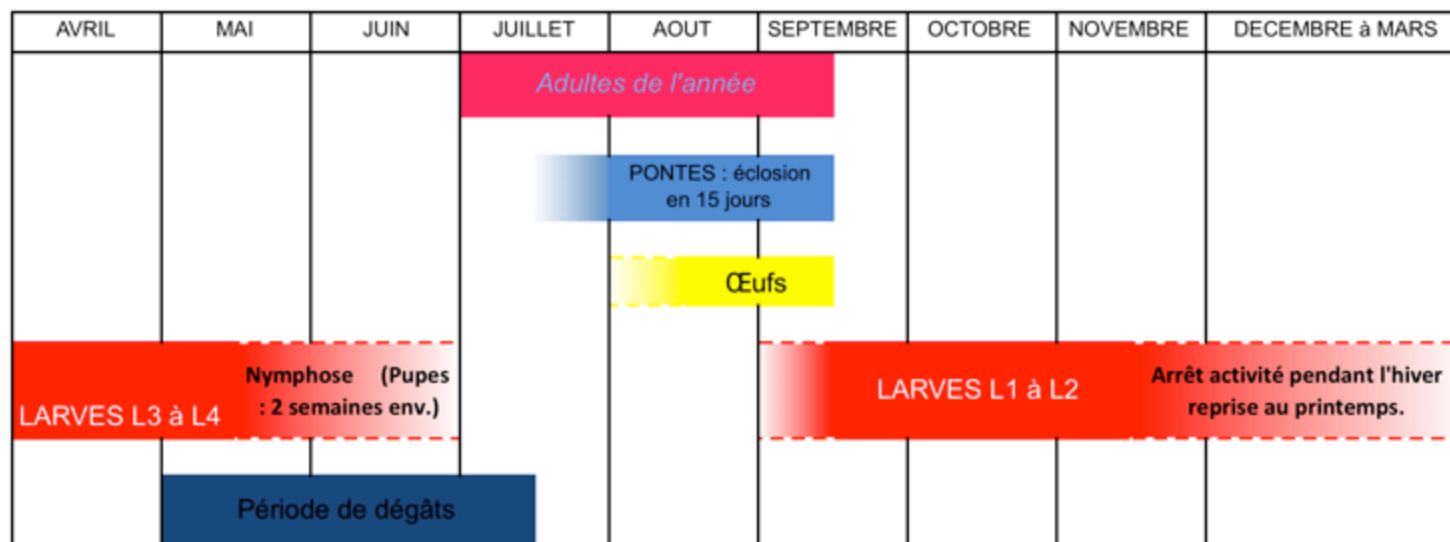 AVRIL MAI JUIN JUILLET AOUT SEPTEMBRE OCTOBRE NOVEMBRE DECEMBRE à MARS
Adultes de l'année
PONTES : éclosion
en 15 jours
Œufs
LARVES L3 à L4
Nymphose (Pupes
: 2 semaines env.)
LARVES L1 à L2
Arrêt activité pendant l'hiver
reprise au printemps.
Période de dégâts